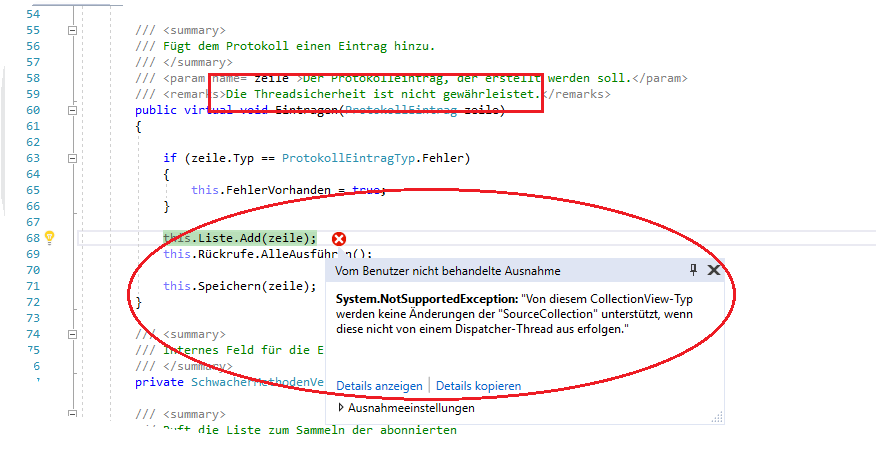 54
55 /// <summary>
56 /// Fügt dem Protokoll einen Eintrag hinzu.
57 /// </summary>
58 /// <param name= zeile >Der Protokolleintrag, der erstellt werden soll.</param>
59 /// <remarks>Die Threadsicherheit ist nicht gewährleistet.</remarks>
60 public virtual void Eintragen(ProtokollEintrag zeile)
61 {
62
63 if (zeile.Typ == ProtokollEintragTyp.Fehler)
64 {
65 this.FehlerVorhanden = true;
66 }
67
68 this.Liste.Add(zeile);
69 this.Rückrufe.AlleAusführen();
70
71 this.Speichern(zeile);
72 }
73
Vom Benutzer nicht behandelte Ausnahme
System.NotSupportedException: "Von diesem CollectionView-Typ
werden keine Änderungen der "SourceCollection" unterstützt, wenn
diese nicht von einem Dispatcher-Thread aus erfolgen."
Details anzeigen
Details kopieren
Ausnahmeeinstellungen
74 /// <summary>
75 /// Internes Feld für die E
6 /// </summary>
private SchwacherMethodenVe
/// <summary>
Ruft die Liste zum Sammeln der abonnierten